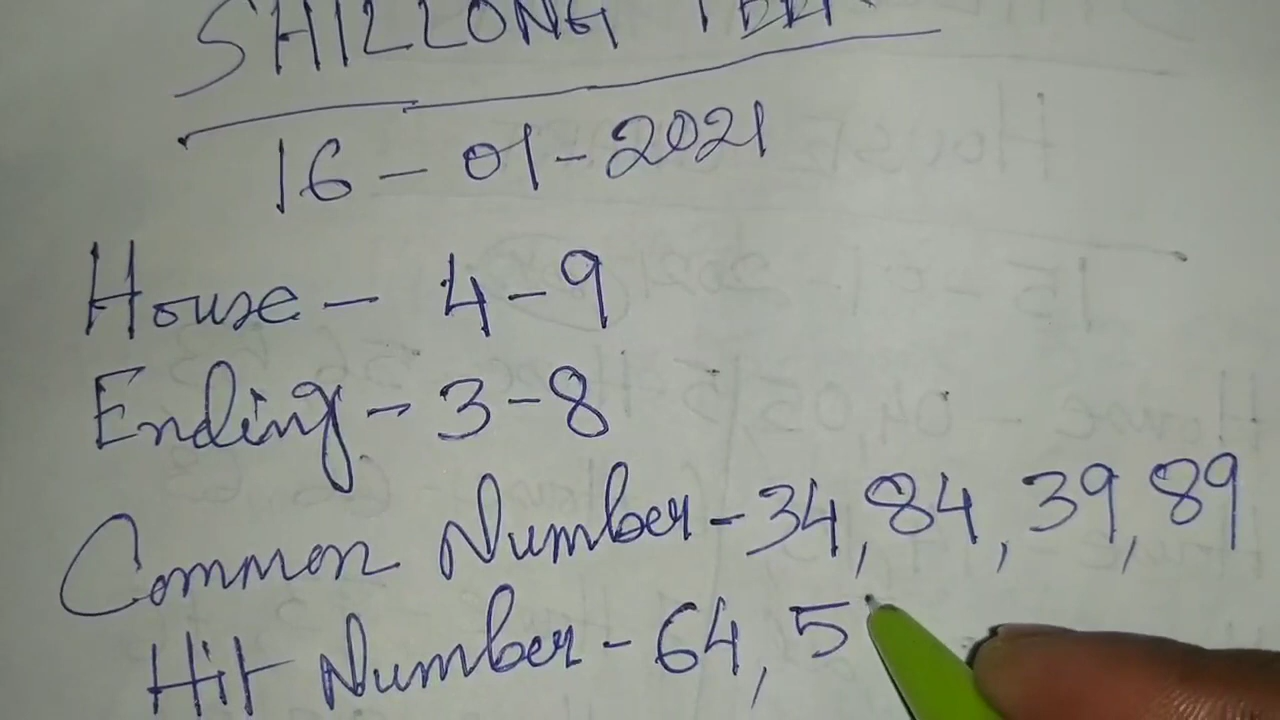 SHILLONG TEER
16-01-2021
House - 4-9
Ending - 3-8
Common Number - 34, 84, 39, 89
Hit Number - 64, 5